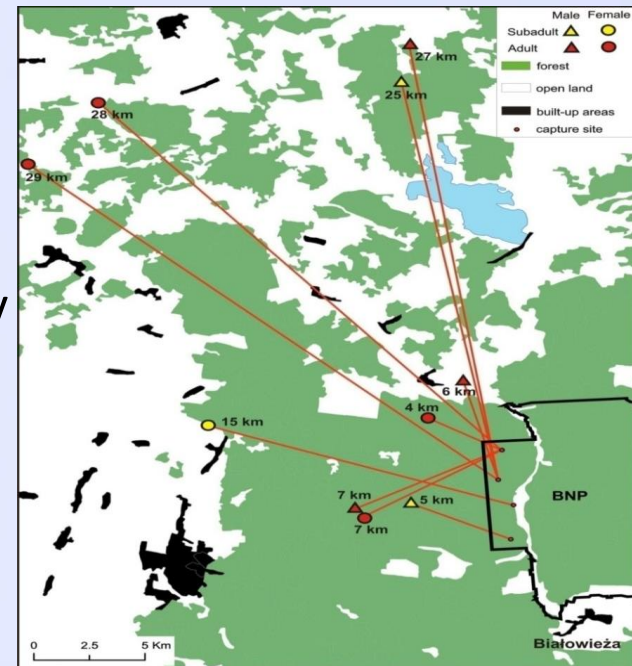 Male Female
Subadult
Adult
forest
open land
built-up areas
capture site
27 km
25 km
28 km
29 km
6 km
4 km
15 km
7 km
5 km
7 km
BNP
Białowieża
0 2.5 5 Km
y